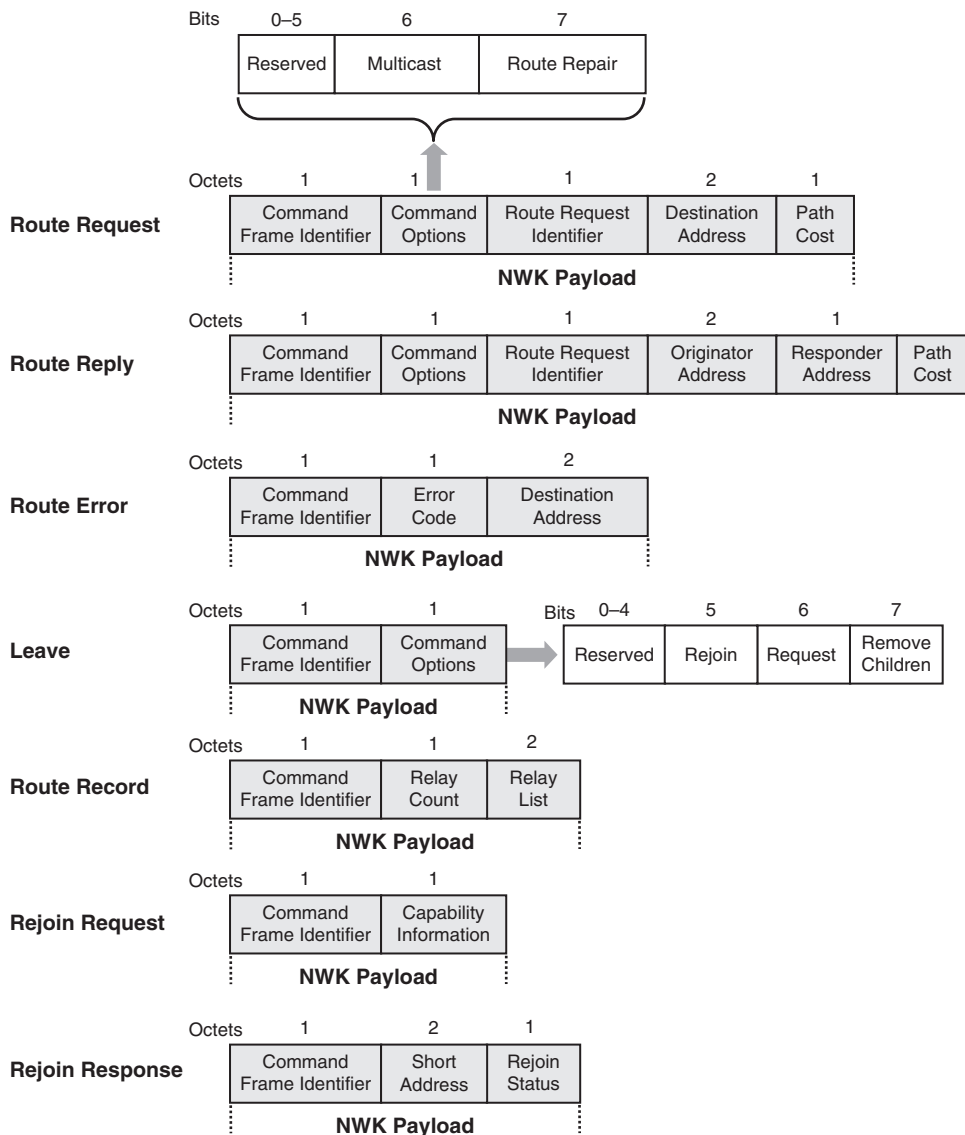 Bits 0–5 6 7
Reserved Multicast Route Repair
Octets 1 1 1 2 1
Route Request
Command Frame Identifier
Command Options
Route Request Identifier
Destination Address
Path Cost
NWK Payload
Octets 1 1 1 2 1
Route Reply
Command Frame Identifier
Command Options
Route Request Identifier
Originator Address
Responder Address
Path Cost
NWK Payload
Octets 1 1 2
Route Error
Command Frame Identifier
Error Code
Destination Address
NWK Payload
Octets 1 1
Bits 0–4 5 6 7
Leave
Command Frame Identifier
Command Options
Reserved
Rejoin
Request
Remove Children
NWK Payload
Octets 1 1 2
Route Record
Command Frame Identifier
Relay Count
Relay List
NWK Payload
Octets 1 1
Rejoin Request
Command Frame Identifier
Capability Information
NWK Payload
Octets 1 2 1
Rejoin Response
Command Frame Identifier
Short Address
Rejoin Status
NWK Payload